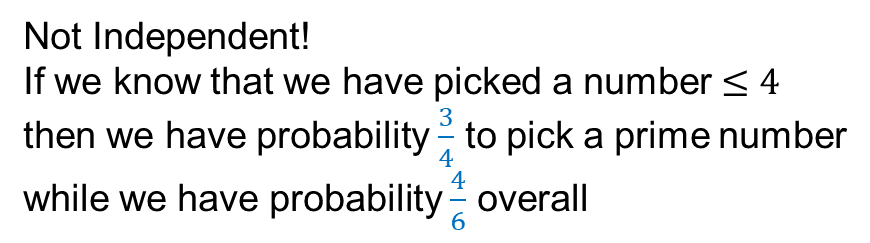 Not Independent!
If we know that we have picked a number ≤ 4
then we have probability 3/4 to pick a prime number
while we have probability 4/6 overall